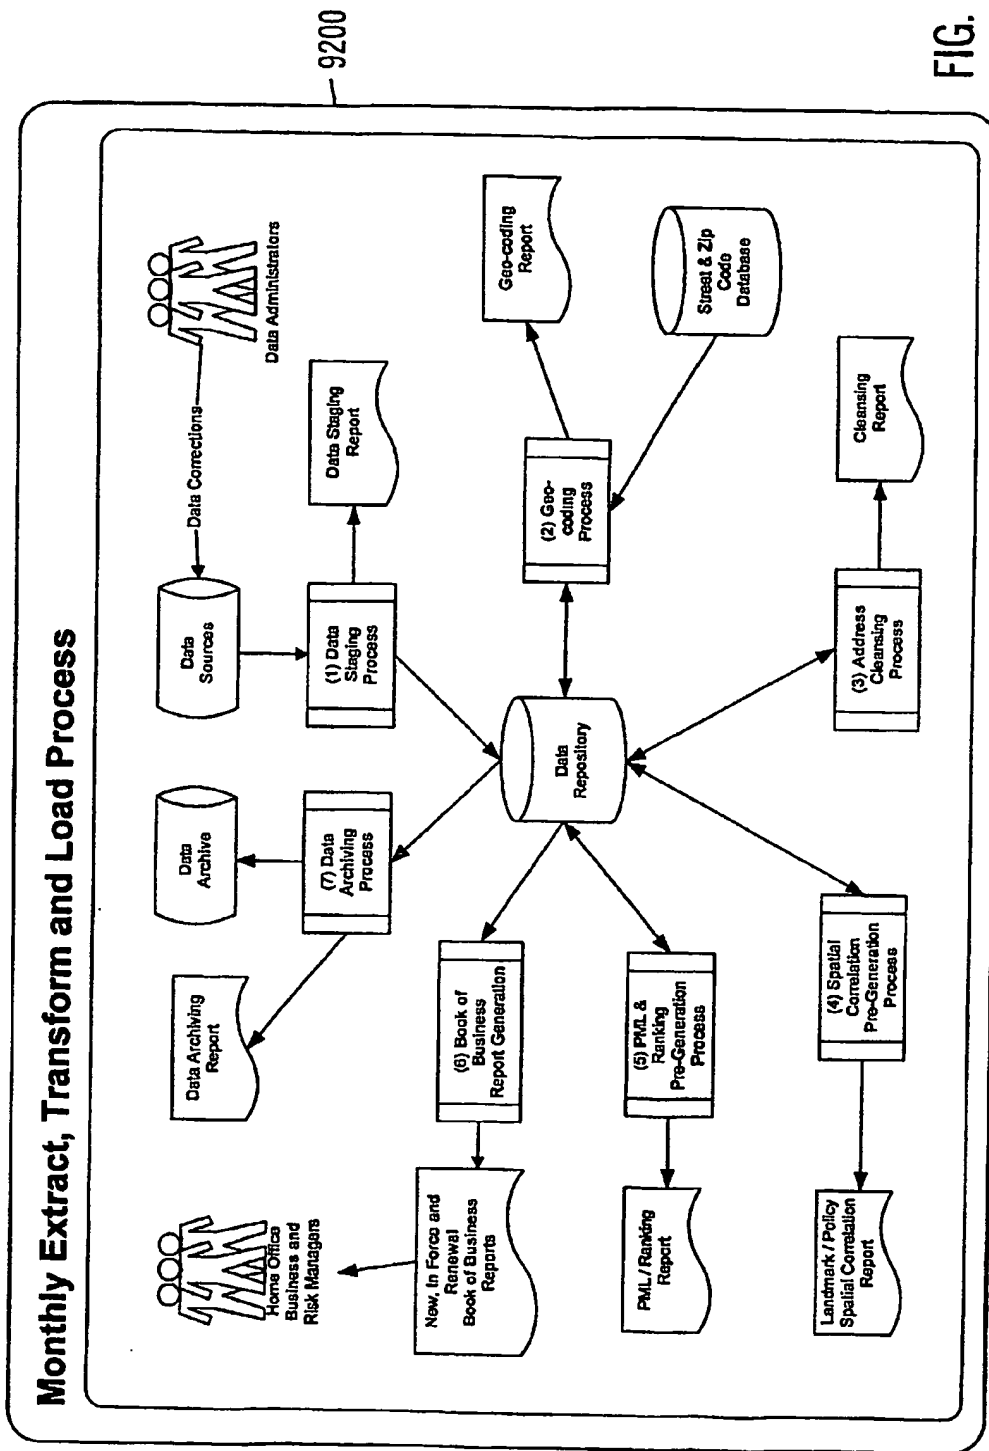 Monthly Extract, Transform and Load Process
9200
Home Office
Business and
Risk Managers
Data Archiving
Report
Data
Archive
Data
Sources
Data Corrections
Data Administrators
(7) Data
Archiving
Process
(1) Data
Staging
Process
Data Staging
Report
New, In Force and
Renewal
Book of Business
Reports
(6) Book of
Business
Report Generation
Data
Repository
(2) Geo-
coding
Process
Geo-coding
Report
PML / Ranking
Report
(5) PML &
Ranking
Pre-Generation
Process
Street & Zip
Code
Database
Landmark / Policy
Spatial Correlation
Report
(4) Spatial
Correlation
Pre-Generation
Process
(3) Address
Cleansing
Process
Cleansing
Report
FIG.